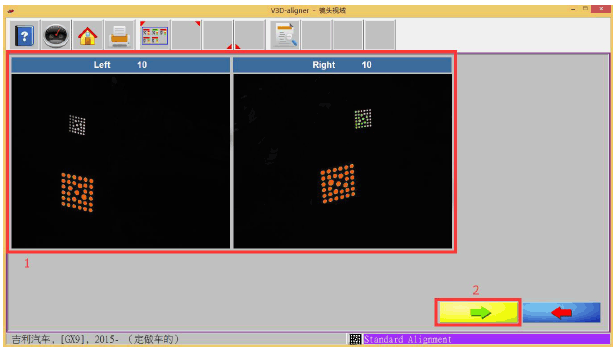 V3D-aligner - 镜头视域
Left 10
Right 10
1
2
吉利汽车, [GX9], 2015- (定做车的)
Standard Alignment